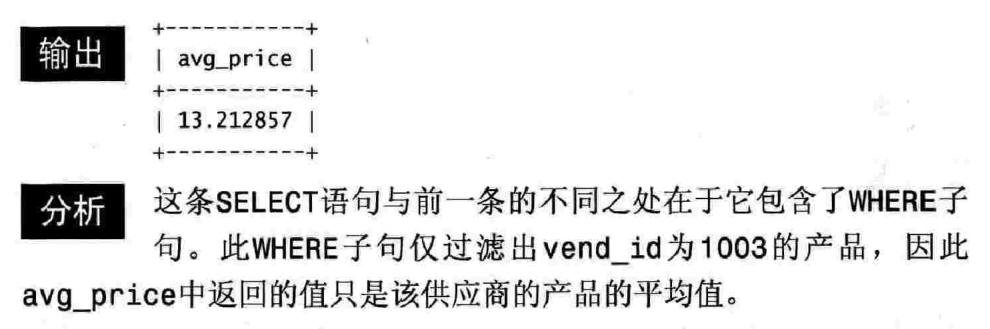 输出
+-----------+
| avg_price |
+-----------+
| 13.212857 |
+-----------+
分析 这条SELECT语句与前一条的不同之处在于它包含了WHERE子
句。此WHERE子句仅过滤出vend_id为1003的产品，因此
avg_price中返回的值只是该供应商的产品的平均值。